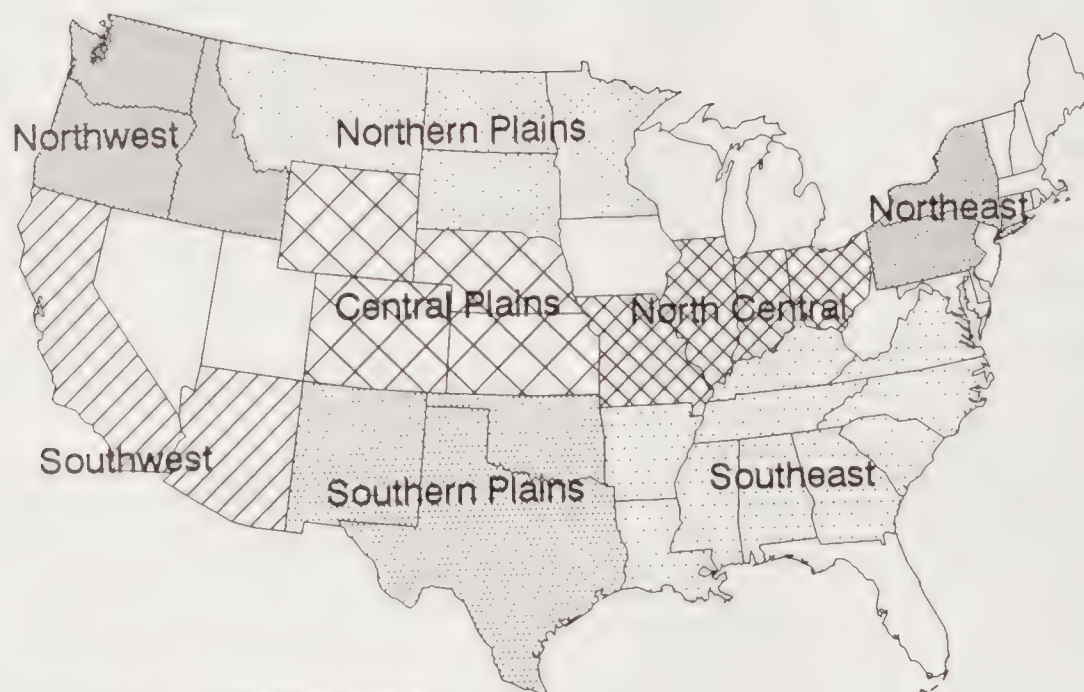 Northwest
Northern Plains
Northeast
Central Plains
North Central
Southwest
Southern Plains
Southeast